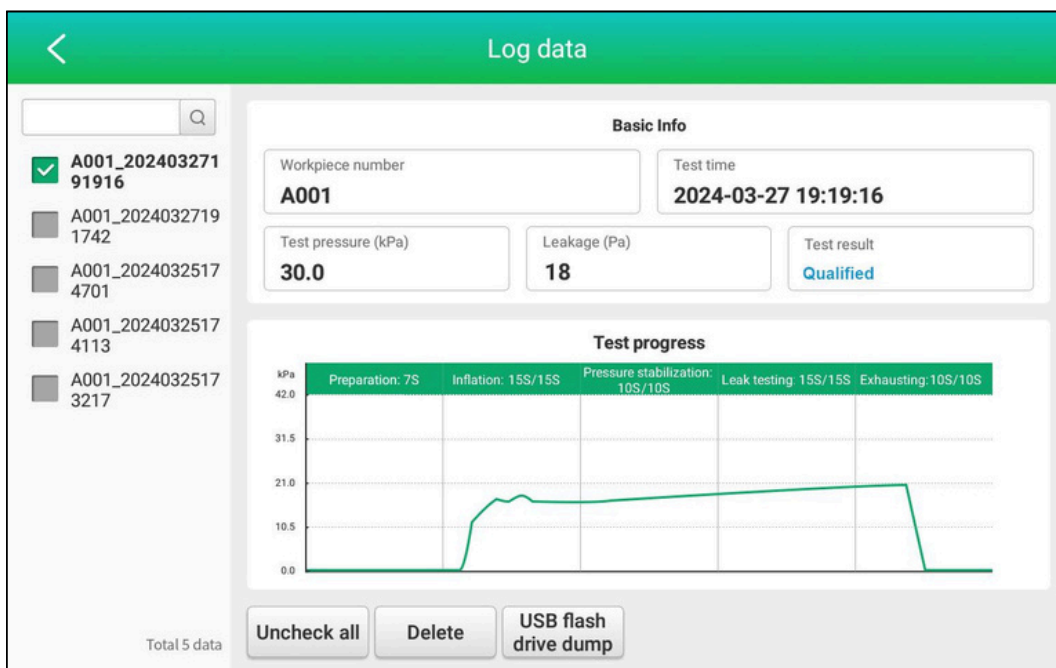 Log data
A001_202403271
91916
A001_2024032719
1742
A001_2024032517
4701
A001_2024032517
4113
A001_2024032517
3217
Total 5 data
Basic Info
Workpiece number
A001
Test time
2024-03-27 19:19:16
Test pressure (kPa)
30.0
Leakage (Pa)
18
Test result
Qualified
Test progress
kPa
Preparation: 7S
Inflation: 15S/15S
Pressure stabilization:
10S/10S
Leak testing: 15S/15S
Exhausting:10S/10S
42.0
31.5
21.0
10.5
0.0
Uncheck all
Delete
USB flash
drive dump